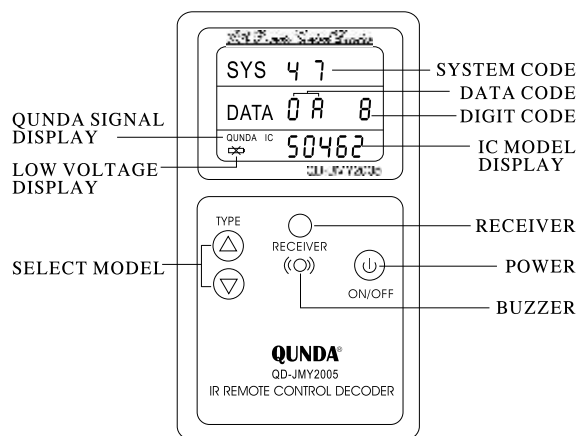 SYS 47
DATA 0A 8
QUNDA IC
50462
QD-JMY2005
SYSTEM CODE
DATA CODE
DIGIT CODE
IC MODEL
DISPLAY
QUNDA SIGNAL
DISPLAY
LOW VOLTAGE
DISPLAY
TYPE
RECEIVER
ON/OFF
SELECT MODEL
RECEIVER
POWER
BUZZER
QUNDA®
QD-JMY2005
IR REMOTE CONTROL DECODER